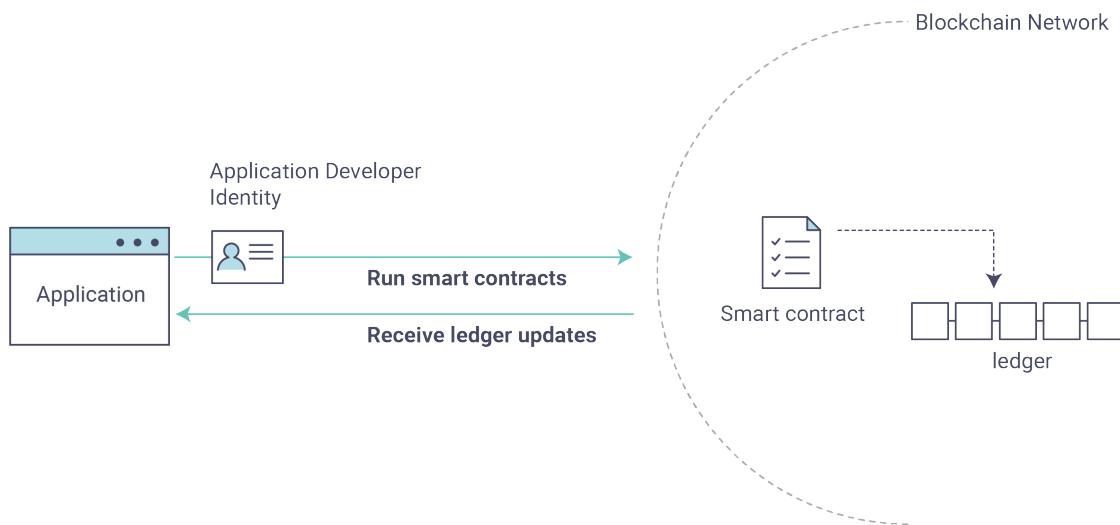 Blockchain Network
Application Developer
Identity
Application
Run smart contracts
Receive ledger updates
Smart contract
ledger